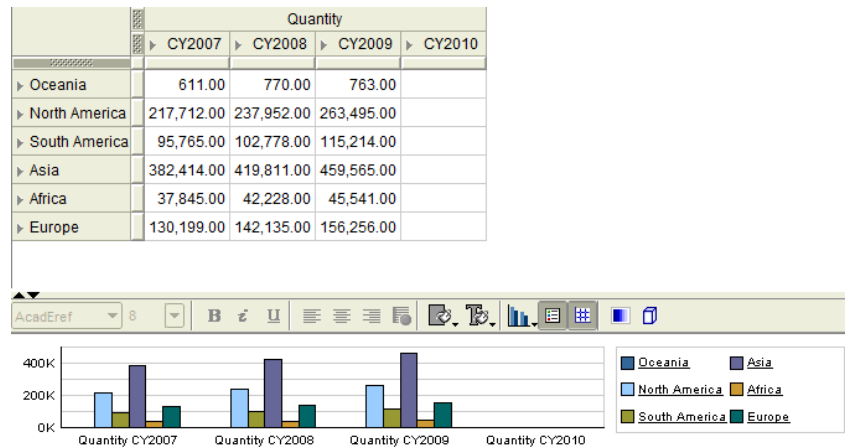 Quantity
CY2007 CY2008 CY2009 CY2010
Oceania 611.00 770.00 763.00
North America 217,712.00 237,952.00 263,495.00
South America 95,765.00 102,778.00 115,214.00
Asia 382,414.00 419,811.00 459,565.00
Africa 37,845.00 42,228.00 45,541.00
Europe 130,199.00 142,135.00 156,256.00
AcadEref 8 B i U
400K
200K
0K
Quantity CY2007 Quantity CY2008 Quantity CY2009 Quantity CY2010
Oceania Asia
North America Africa
South America Europe